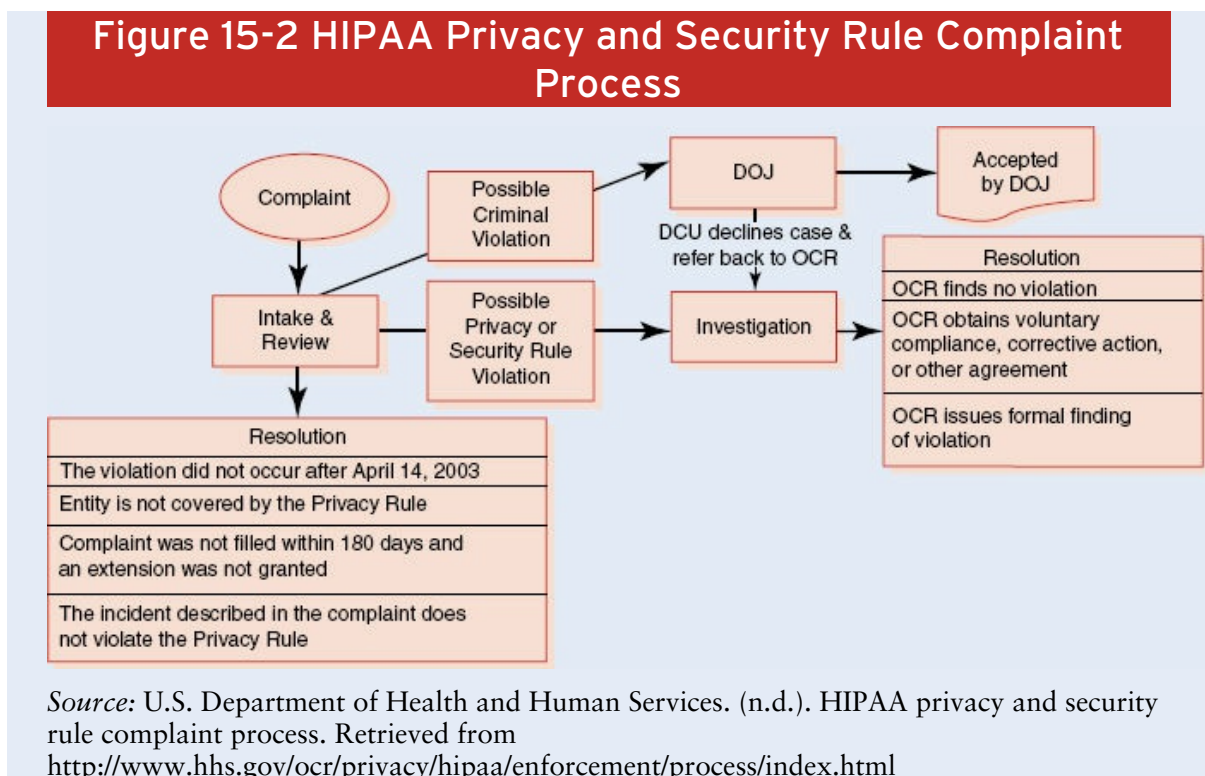 Figure 15-2 HIPAA Privacy and Security Rule Complaint
Process
Complaint
Possible
Criminal
Violation
DOJ
Accepted
by DOJ
DCU declines case &
refer back to OCR
Intake &
Review
Possible
Privacy or
Security Rule
Violation
Investigation
Resolution
OCR finds no violation
OCR obtains voluntary
compliance, corrective action,
or other agreement
OCR issues formal finding
of violation
Resolution
The violation did not occur after April 14, 2003
Entity is not covered by the Privacy Rule
Complaint was not filled within 180 days and
an extension was not granted
The incident described in the complaint does
not violate the Privacy Rule
Source: U.S. Department of Health and Human Services. (n.d.). HIPAA privacy and security
rule complaint process. Retrieved from
http://www.hhs.gov/ocr/privacy/hipaa/enforcement/process/index.html